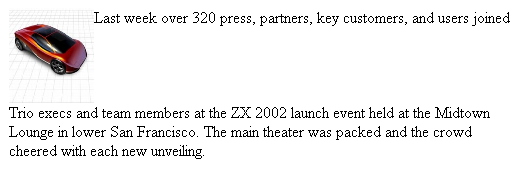 Last week over 320 press, partners, key customers, and users joined
Trio execs and team members at the ZX 2002 launch event held at the Midtown
Lounge in lower San Francisco. The main theater was packed and the crowd
cheered with each new unveiling.